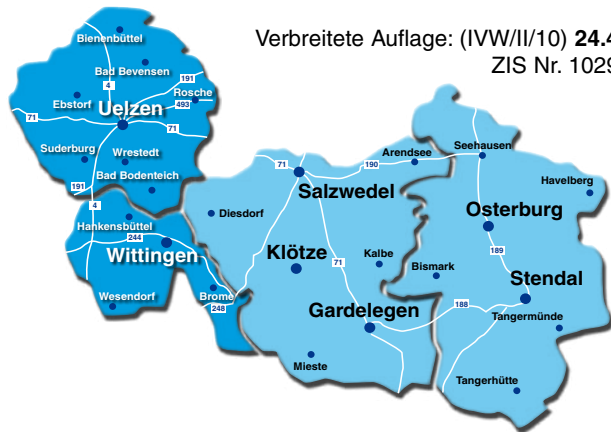 Verbreitete Auflage: (IVW/II/10) 24.4
ZIS Nr. 1029
Bienenbüttel
Bad Bevensen
4
191
Ebstorf
Rosche
493
Uelzen
71
71
Suderburg
Wrestedt
Bad Bodenteich
191
4
Hankensbüttel
244
Wittingen
Wesendorf
Brome
248
71
190
Arendsee
Salzwedel
Diesdorf
Klötze
71
Kalbe
Gardelegen
Mieste
Seehausen
Havelberg
Osterburg
189
Bismark
Stendal
188
Tangermünde
Tangerhütte